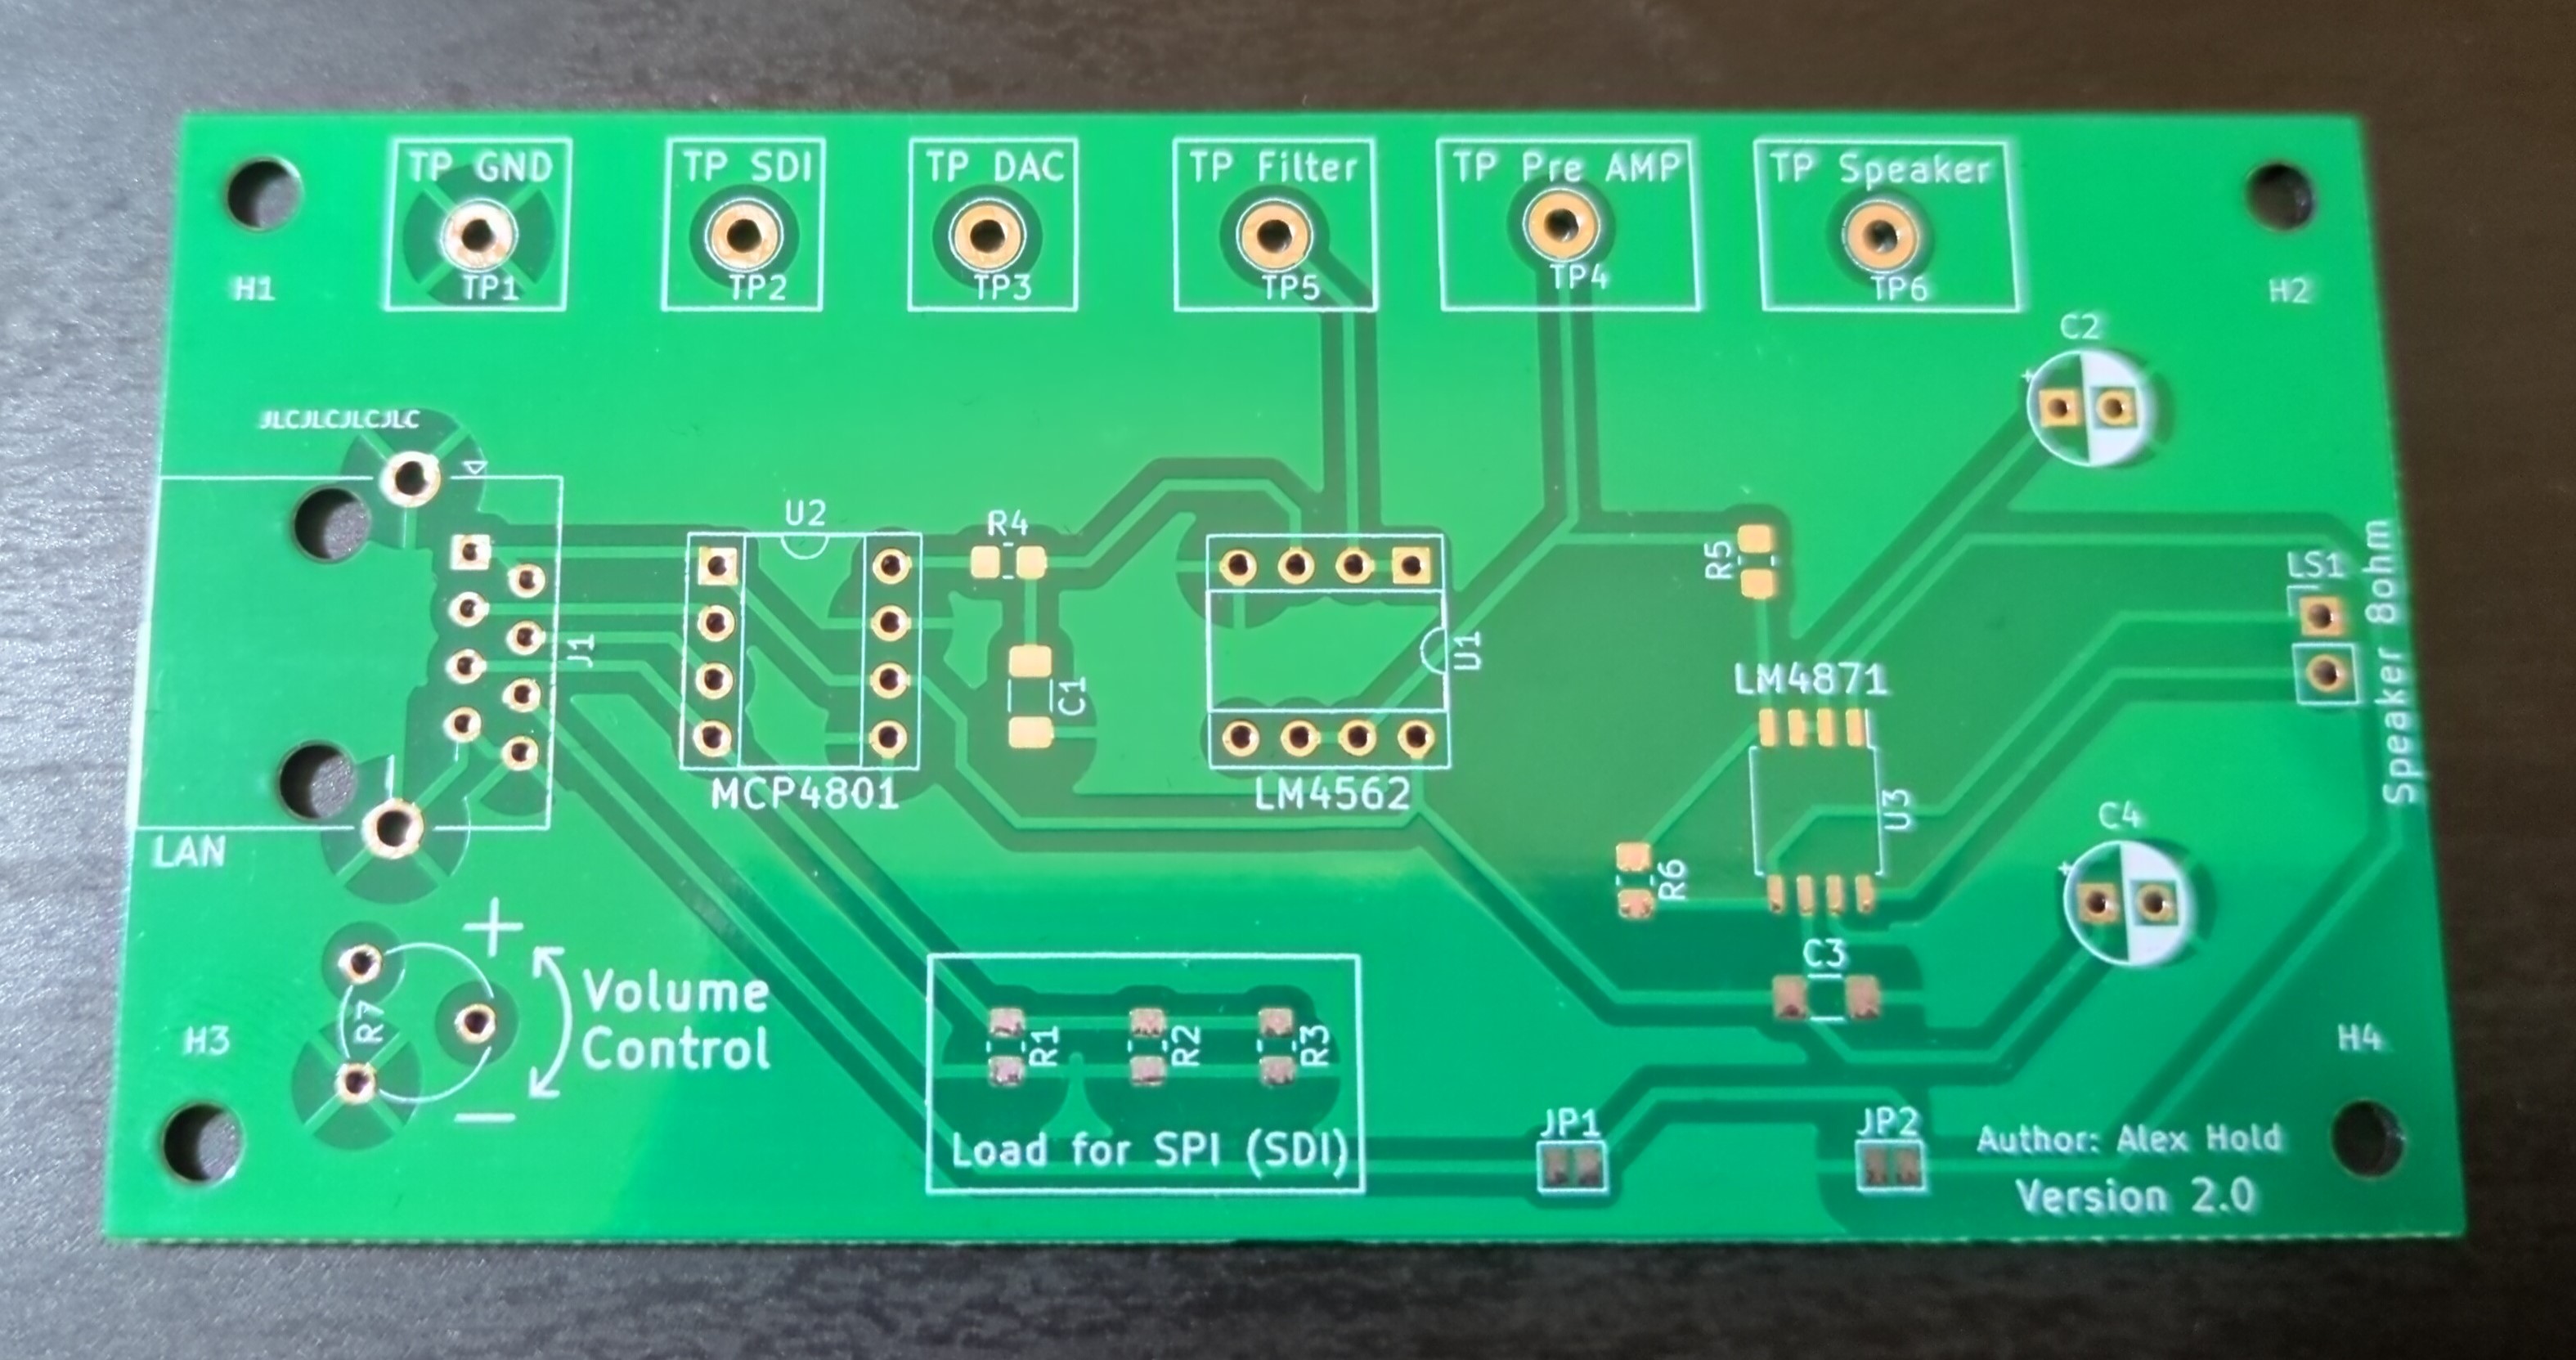 TP GND
TP SDI
TP DAC
TP Filter
TP Pre AMP
TP Speaker
TP1
TP2
TP3
TP5
TP4
TP6
H1
H2
C2
JLCJLCJLCJLC
U2
R4
R5
LS1
Speaker 8ohm
J1
C1
U1
LM4871
MCP4801
LM4562
U3
C4
LAN
R6
+
C3
Volume
Control
R7
−
R1
R2
R3
H3
H4
Load for SPI (SDI)
JP1
JP2
Author: Alex Hold
Version 2.0